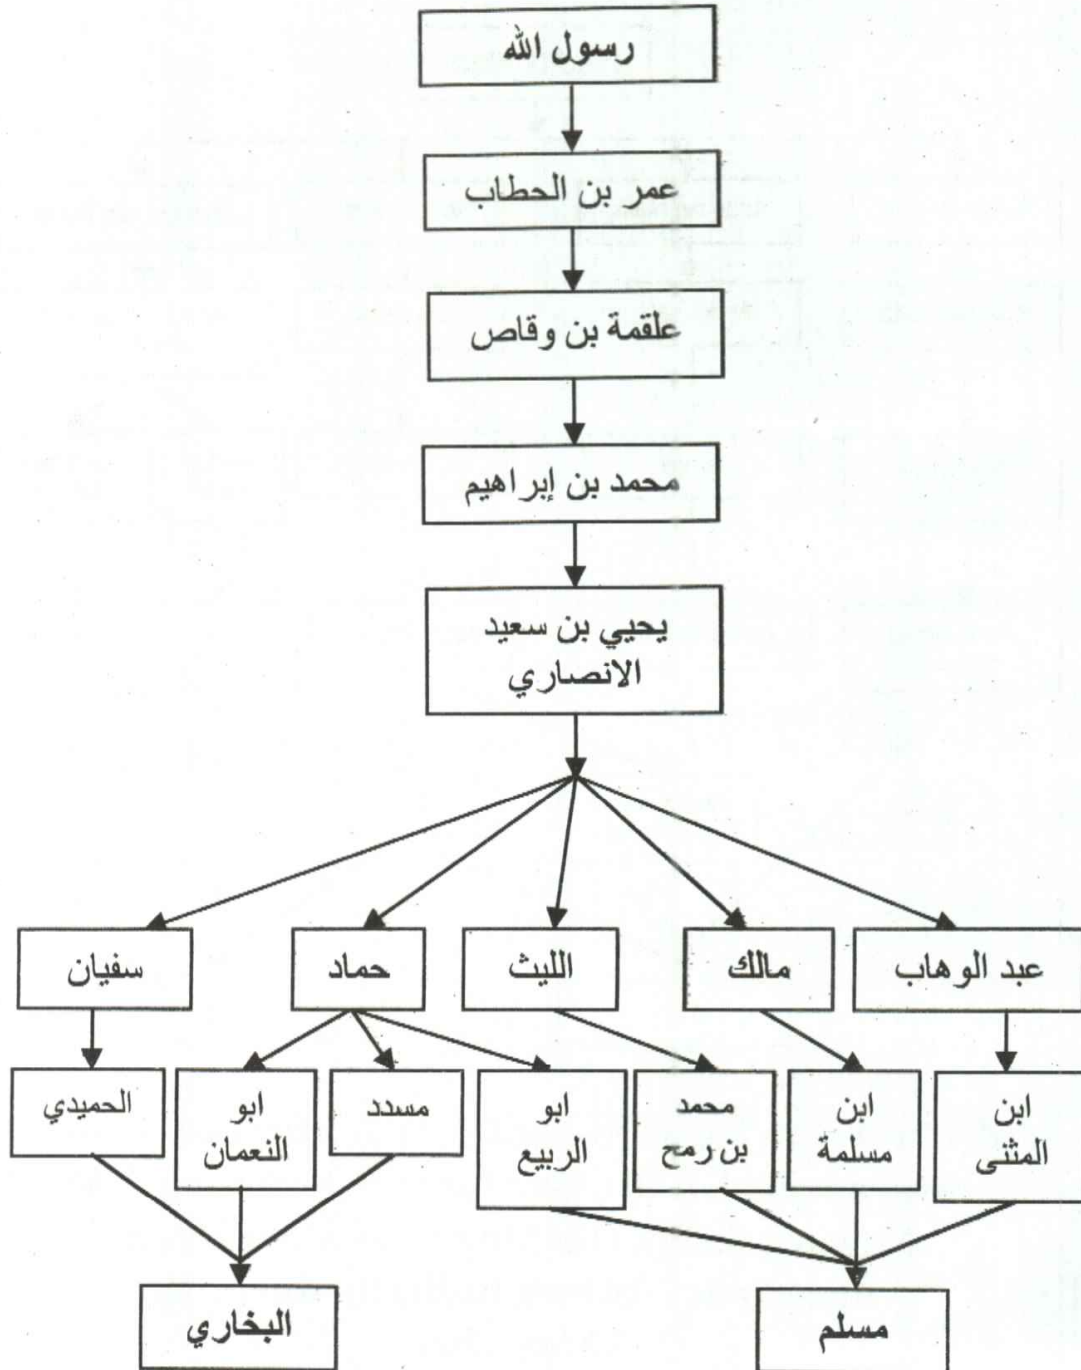 رسول الله
عمر بن الحطاب
علقمة بن وقاص
محمد بن إبراهيم
يحيي بن سعيد
الانصاري
عبد الوهاب
مالك
الليث
حماد
سفيان
ابن
المثنى
ابن
مسلمة
محمد
بن رمح
ابو
الربيع
مسدد
ابو
النعمان
الحميدي
مسلم
البخاري